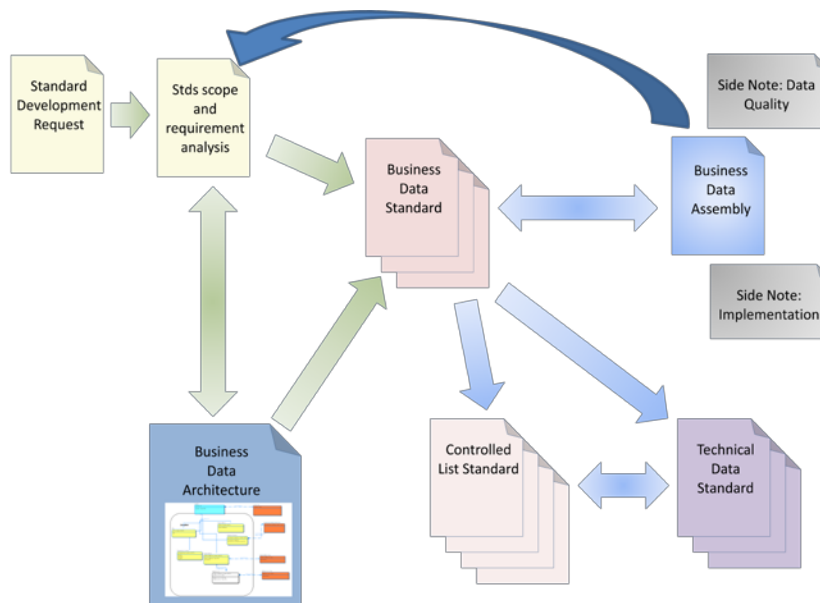 Standard
Development
Request
Stds scope
and
requirement
analysis
Side Note: Data
Quality
Business
Data
Standard
Business
Data
Assembly
Side Note:
Implementation
Business
Data
Architecture
Controlled
List Standard
Technical
Data
Standard